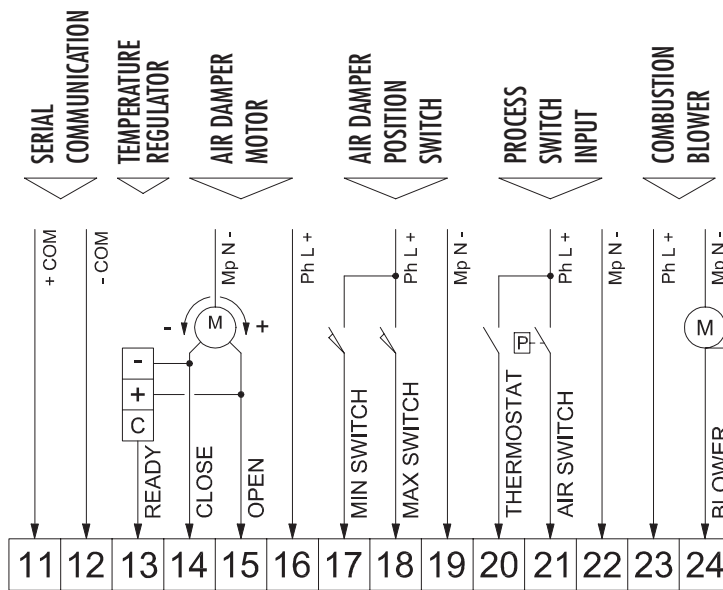 SERIAL
COMMUNICATION
TEMPERATURE
REGULATOR
AIR DAMPER
MOTOR
AIR DAMPER
POSITION
SWITCH
PROCESS
SWITCH
INPUT
COMBUSTION
BLOWER
+ COM
- COM
Mp N -
Ph L +
Ph L +
Mp N -
Ph L +
Mp N -
Ph L +
Mp N -
- M +
M
P
-
+
C
READY
CLOSE
OPEN
MIN SWITCH
MAX SWITCH
THERMOSTAT
AIR SWITCH
BLOWER
11 12 13 14 15 16 17 18 19 20 21 22 23 24